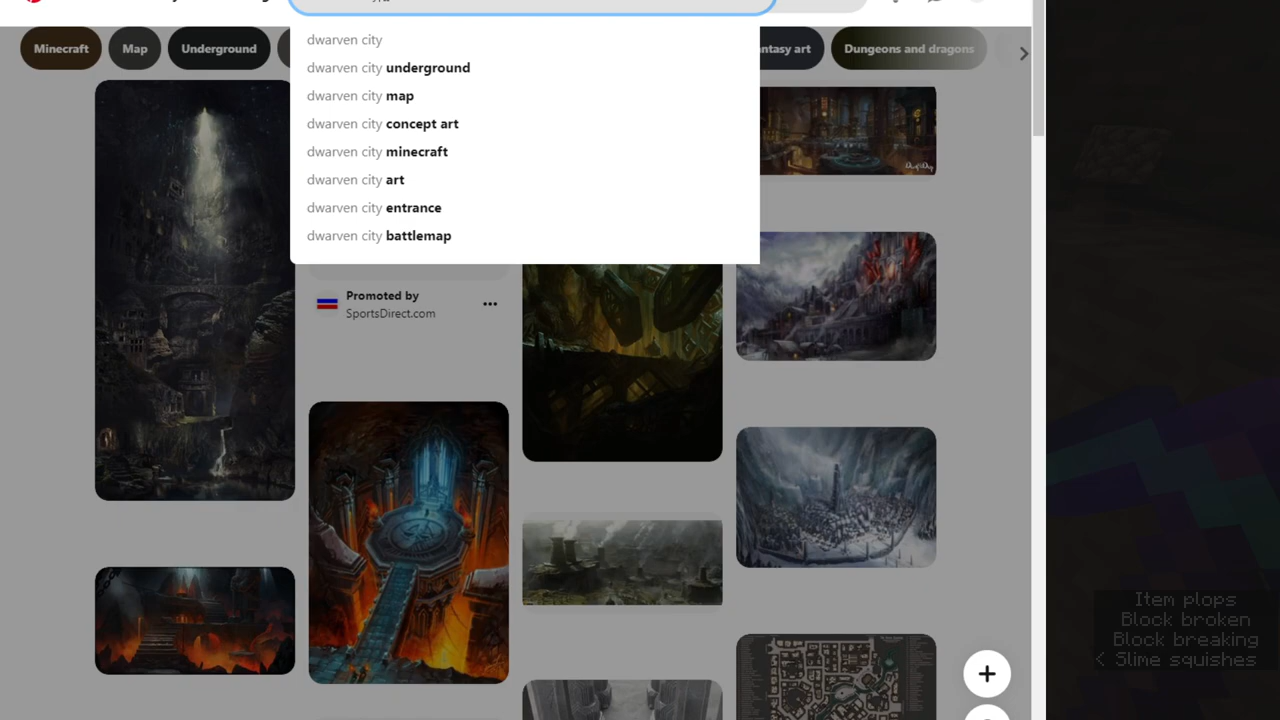 Minecraft
Map
Underground
dwarven city
dwarven city underground
dwarven city map
dwarven city concept art
dwarven city minecraft
dwarven city art
dwarven city entrance
dwarven city battlemap
Dungeons and dragons
Promoted by
SportsDirect.com
Item plops
Block broken
Block breaking
< Slime squishes